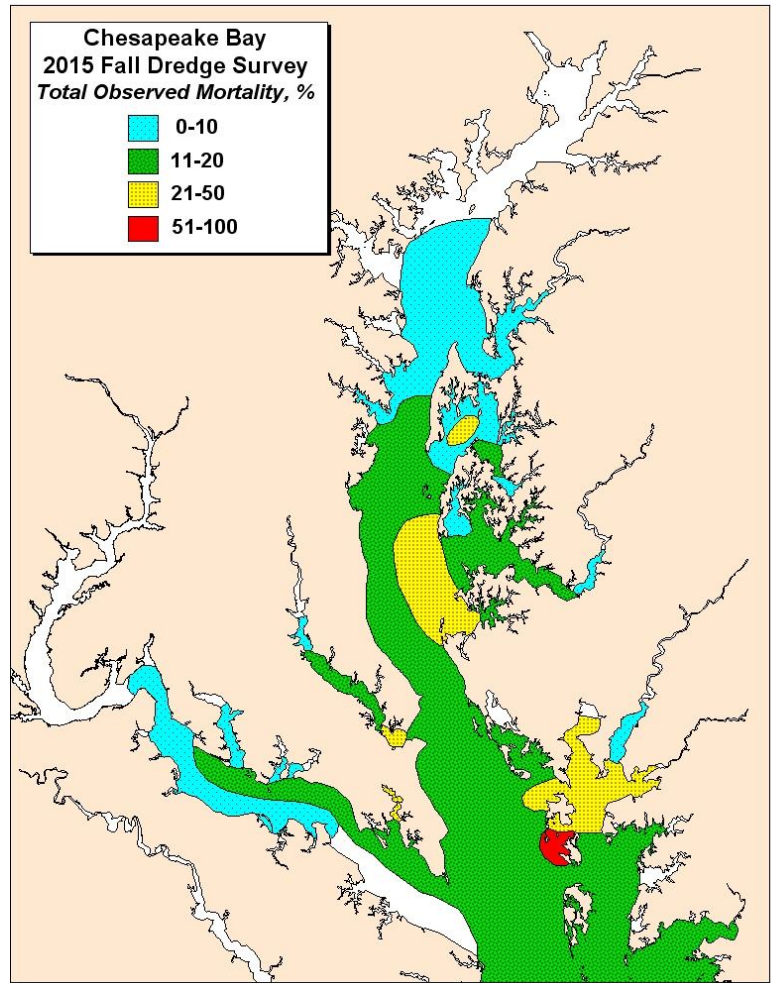 Chesapeake Bay
2015 Fall Dredge Survey
Total Observed Mortality, %
0-10
11-20
21-50
51-100